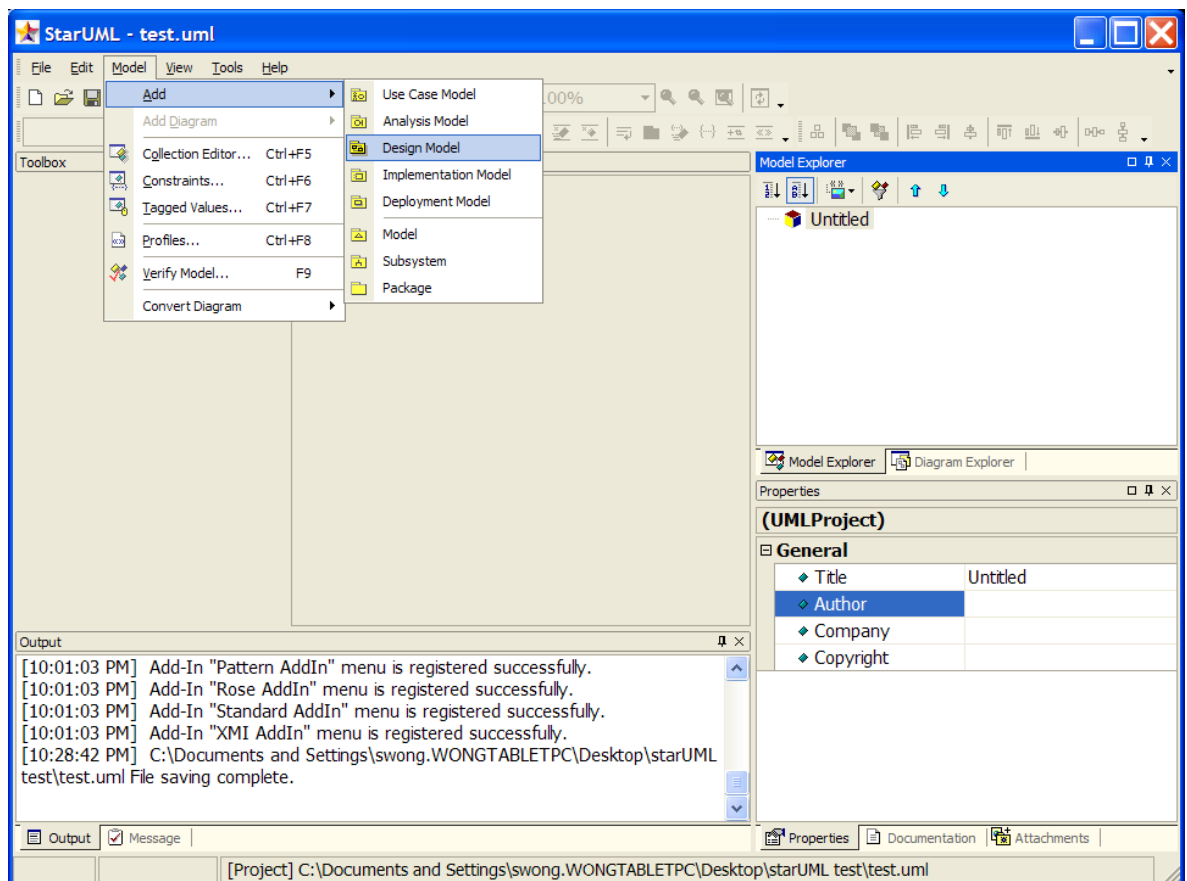 StarUML - test.uml
File Edit Model View Tools Help
Add
Add Diagram
Collection Editor... Ctrl+F5
Constraints... Ctrl+F6
Tagged Values... Ctrl+F7
Profiles... Ctrl+F8
Verify Model... F9
Convert Diagram
Use Case Model
Analysis Model
Design Model
Implementation Model
Deployment Model
Model
Subsystem
Package
00%
Toolbox
Model Explorer
Untitled
Model Explorer Diagram Explorer
Properties
(UMLProject)
General
Title Untitled
Author
Company
Copyright
Output
[10:01:03 PM] Add-In "Pattern AddIn" menu is registered successfully.
[10:01:03 PM] Add-In "Rose AddIn" menu is registered successfully.
[10:01:03 PM] Add-In "Standard AddIn" menu is registered successfully.
[10:01:03 PM] Add-In "XMI AddIn" menu is registered successfully.
[10:28:42 PM] C:\Documents and Settings\swong.WONGTABLETPC\Desktop\starUML
test\test.uml File saving complete.
Output Message
Properties Documentation Attachments
[Project] C:\Documents and Settings\swong.WONGTABLETPC\Desktop\starUML test\test.uml